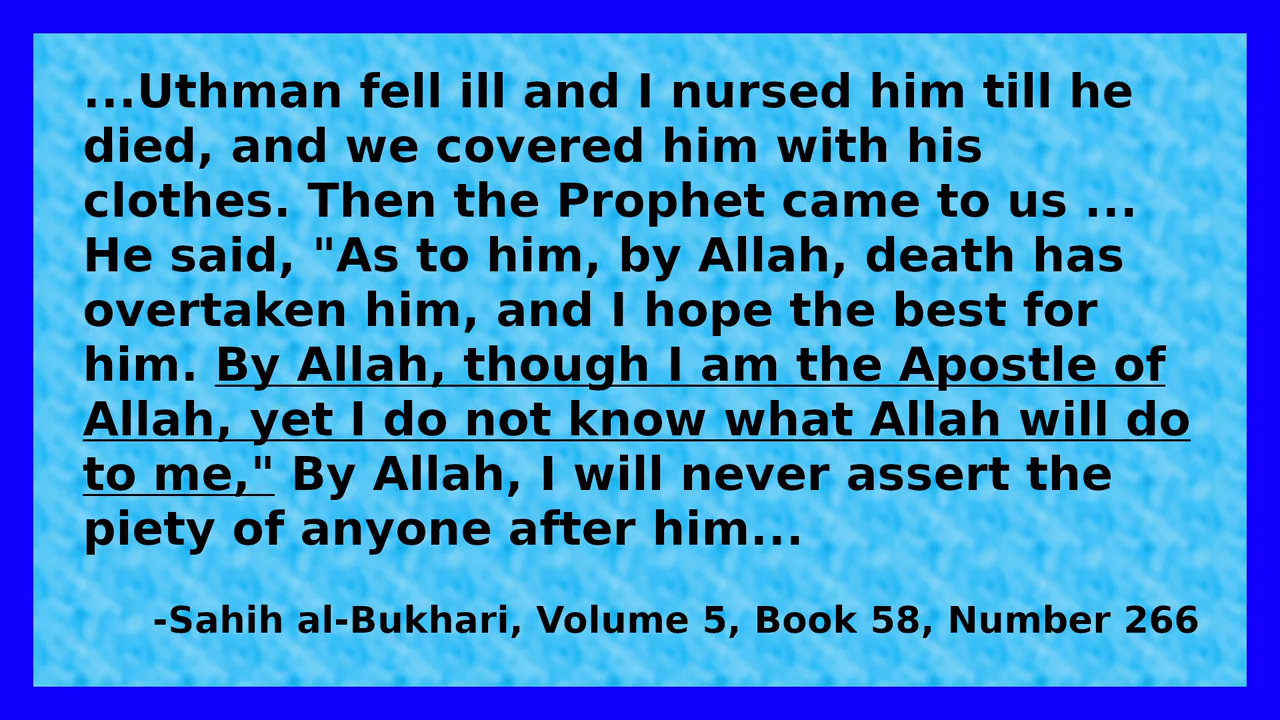 ...Uthman fell ill and I nursed him till he
died, and we covered him with his
clothes. Then the Prophet came to us ...
He said, "As to him, by Allah, death has
overtaken him, and I hope the best for
him. By Allah, though I am the Apostle of
Allah, yet I do not know what Allah will do
to me," By Allah, I will never assert the
piety of anyone after him...
-Sahih al-Bukhari, Volume 5, Book 58, Number 266